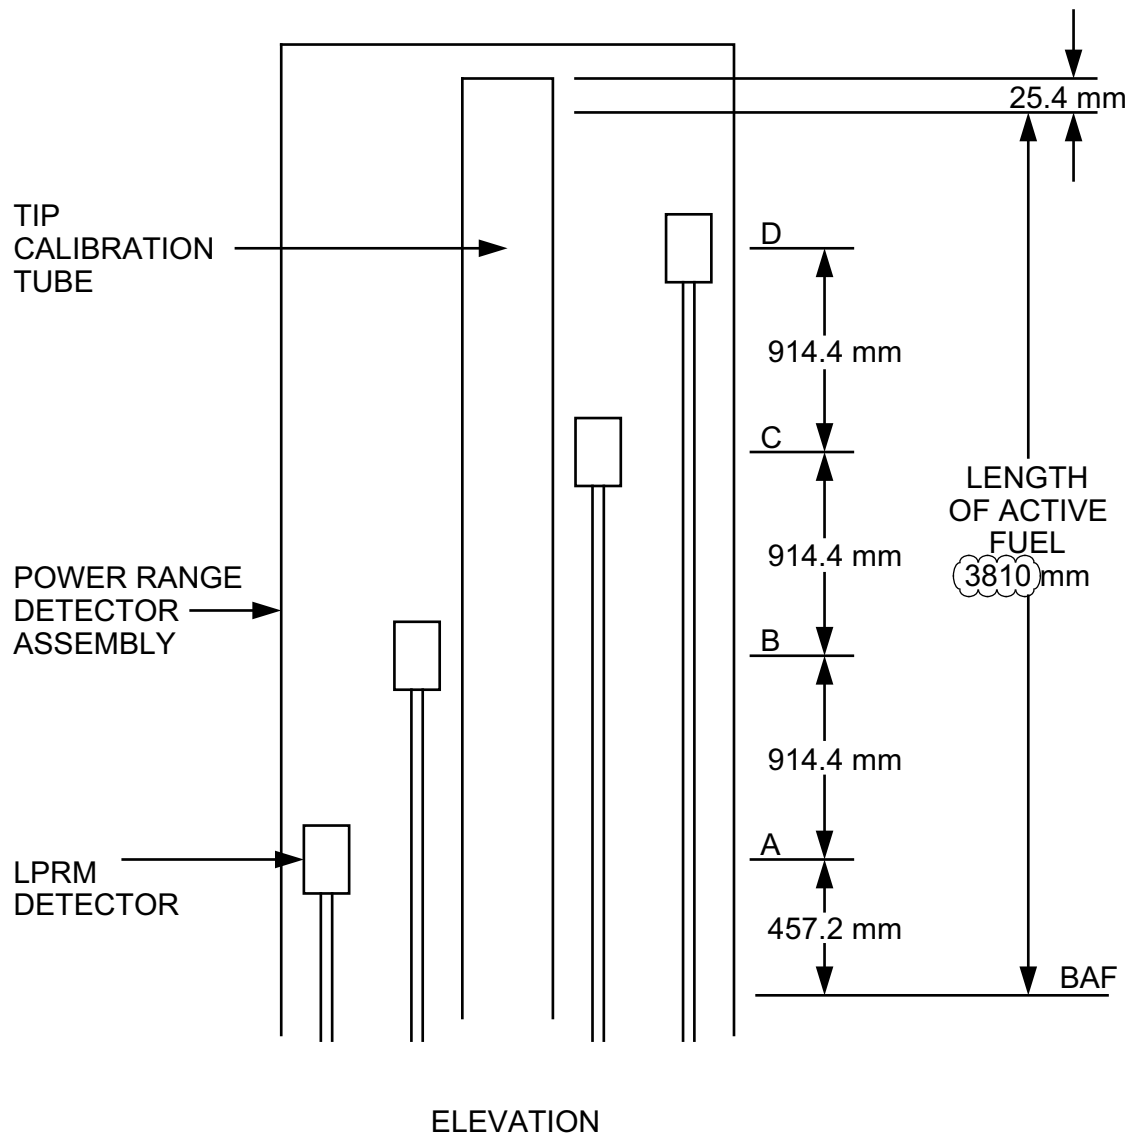 25.4 mm
TIP
CALIBRATION
TUBE
D
914.4 mm
C
LENGTH
OF ACTIVE
FUEL
3810 mm
914.4 mm
POWER RANGE
DETECTOR
ASSEMBLY
B
914.4 mm
A
LPRM
DETECTOR
457.2 mm
BAF
ELEVATION